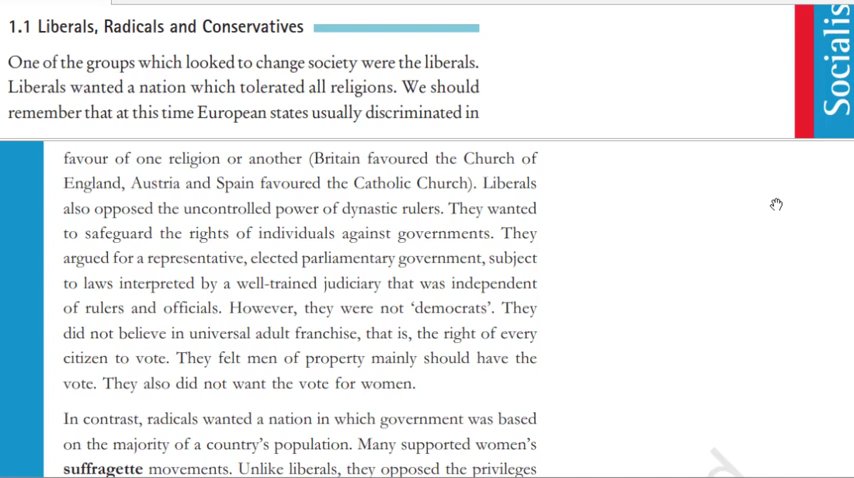 1.1 Liberals, Radicals and Conservatives
One of the groups which looked to change society were the liberals.
Liberals wanted a nation which tolerated all religions. We should
remember that at this time European states usually discriminated in
Socialis
favour of one religion or another (Britain favoured the Church of
England, Austria and Spain favoured the Catholic Church). Liberals
also opposed the uncontrolled power of dynastic rulers. They wanted
to safeguard the rights of individuals against governments. They
argued for a representative, elected parliamentary government, subject
to laws interpreted by a well-trained judiciary that was independent
of rulers and officials. However, they were not ‘democrats’. They
did not believe in universal adult franchise, that is, the right of every
citizen to vote. They felt men of property mainly should have the
vote. They also did not want the vote for women.
In contrast, radicals wanted a nation in which government was based
on the majority of a country’s population. Many supported women’s
suffragette movements. Unlike liberals, they opposed the privileges
d